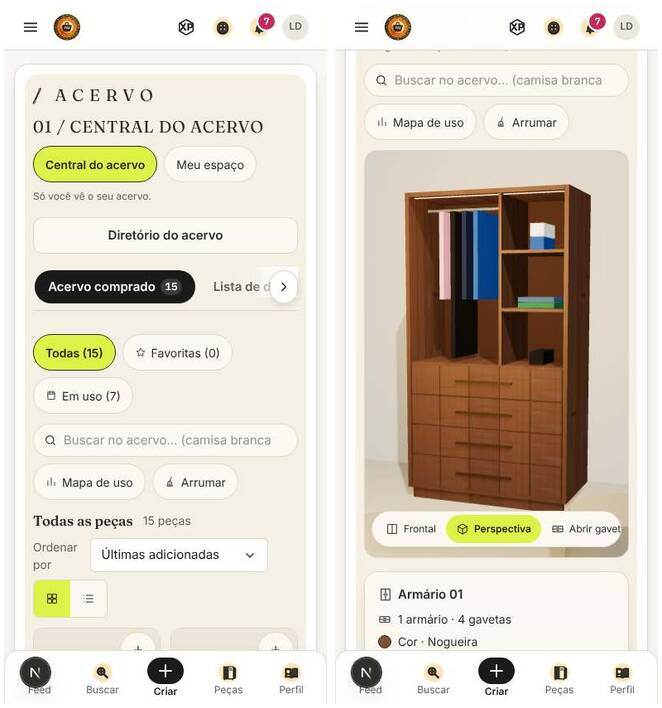 XP
7
LD
/ ACERVO
01 / CENTRAL DO ACERVO
Central do acervo
Meu espaço
Só você vê o seu acervo.
Diretório do acervo
Acervo comprado 15
Lista de d
Todas (15)
Favoritas (0)
Em uso (7)
Buscar no acervo... (camisa branca
Mapa de uso
Arrumar
Todas as peças 15 peças
Ordenar
por
Últimas adicionadas
N
Feed
Buscar
Criar
Peças
Perfil
XP
7
LD
Buscar no acervo... (camisa branca
Mapa de uso
Arrumar
Frontal
Perspectiva
Abrir gavet
Armário 01
1 armário · 4 gavetas
Cor · Nogueira
N
Feed
Buscar
Criar
Peças
Perfil